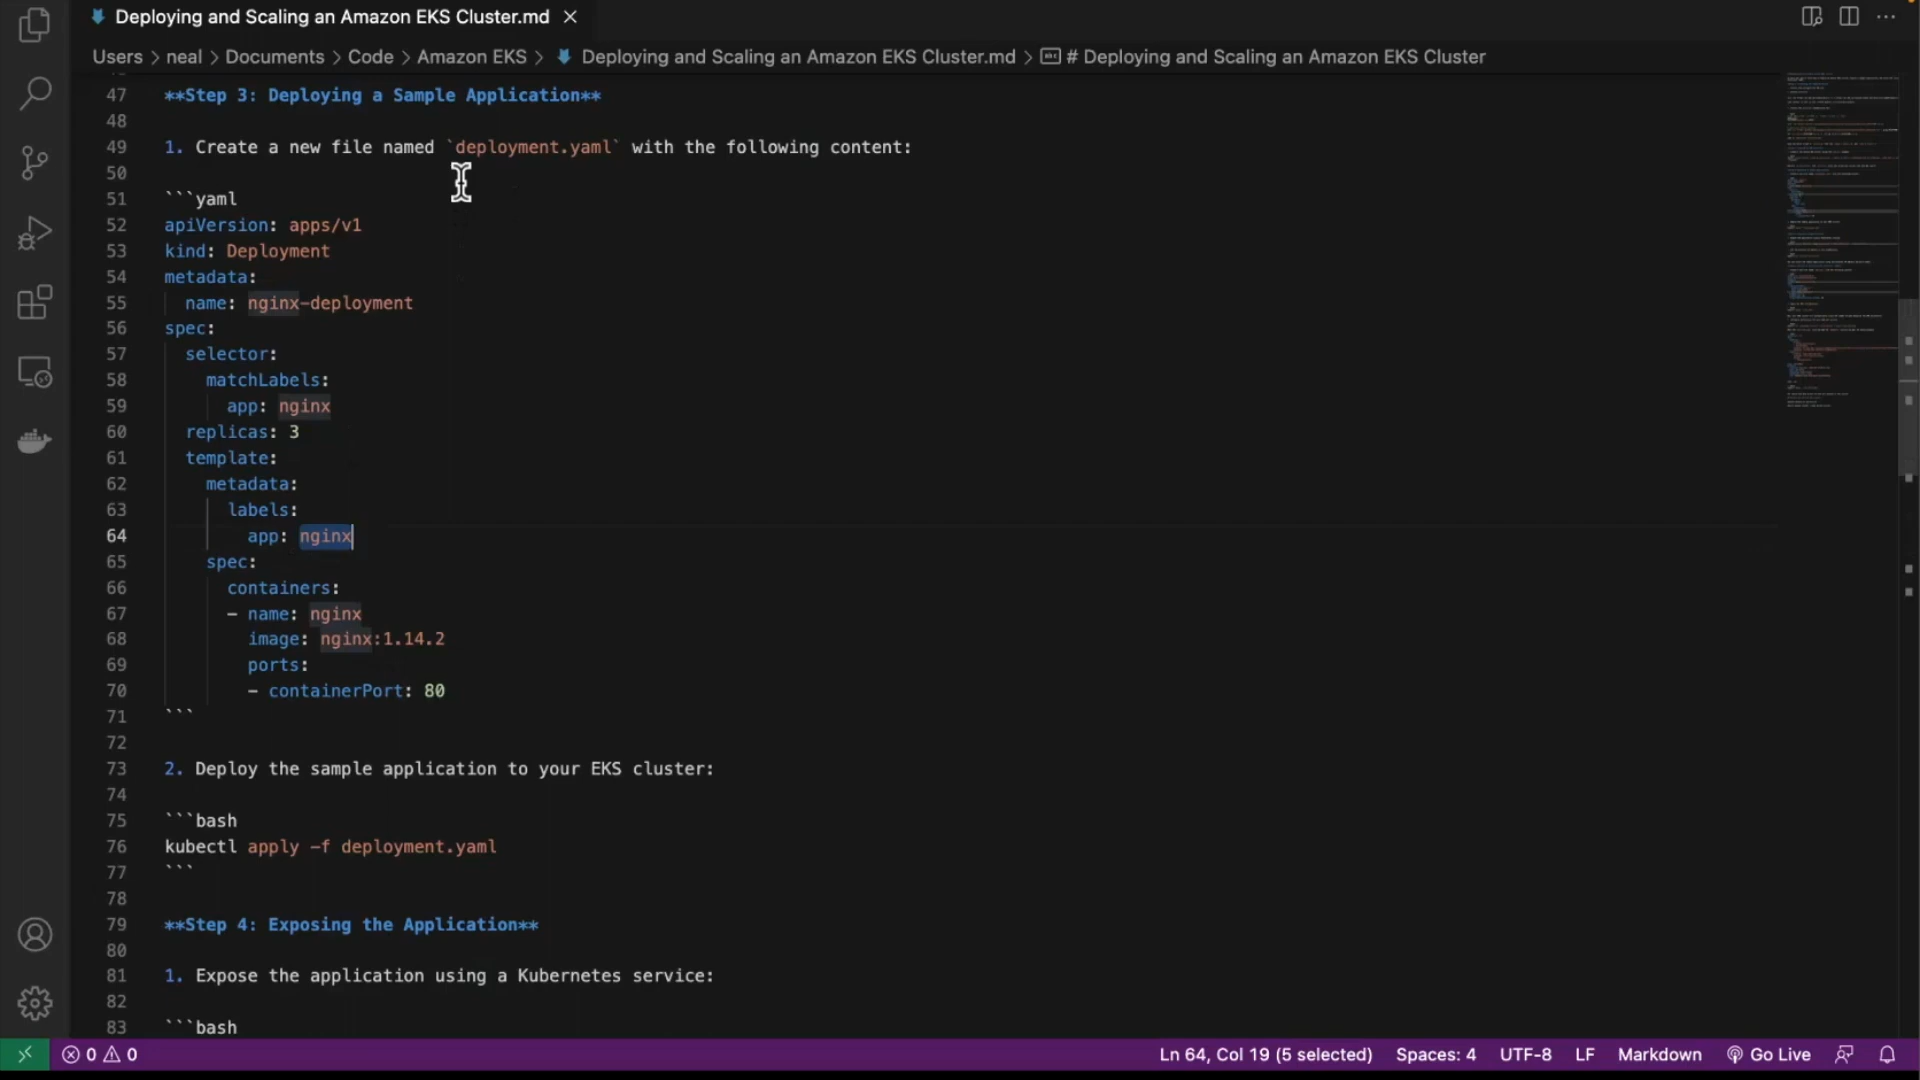 Deploying and Scaling an Amazon EKS Cluster.md
Users > neal > Documents > Code > Amazon EKS > Deploying and Scaling an Amazon EKS Cluster.md > # Deploying and Scaling an Amazon EKS Cluster
47 **Step 3: Deploying a Sample Application**
48
49 1. Create a new file named `deployment.yaml` with the following content:
50
51 ```yaml
52 apiVersion: apps/v1
53 kind: Deployment
54 metadata:
55   name: nginx-deployment
56 spec:
57   selector:
58     matchLabels:
59       app: nginx
60   replicas: 3
61   template:
62     metadata:
63       labels:
64         app: nginx
65     spec:
66       containers:
67       - name: nginx
68         image: nginx:1.14.2
69         ports:
70         - containerPort: 80
71 ```
72
73 2. Deploy the sample application to your EKS cluster:
74
75 ```bash
76 kubectl apply -f deployment.yaml
77 ```
78
79 **Step 4: Exposing the Application**
80
81 1. Expose the application using a Kubernetes service:
82
83 ```bash
0 0 Ln 64, Col 19 (5 selected) Spaces: 4 UTF-8 LF Markdown Go Live